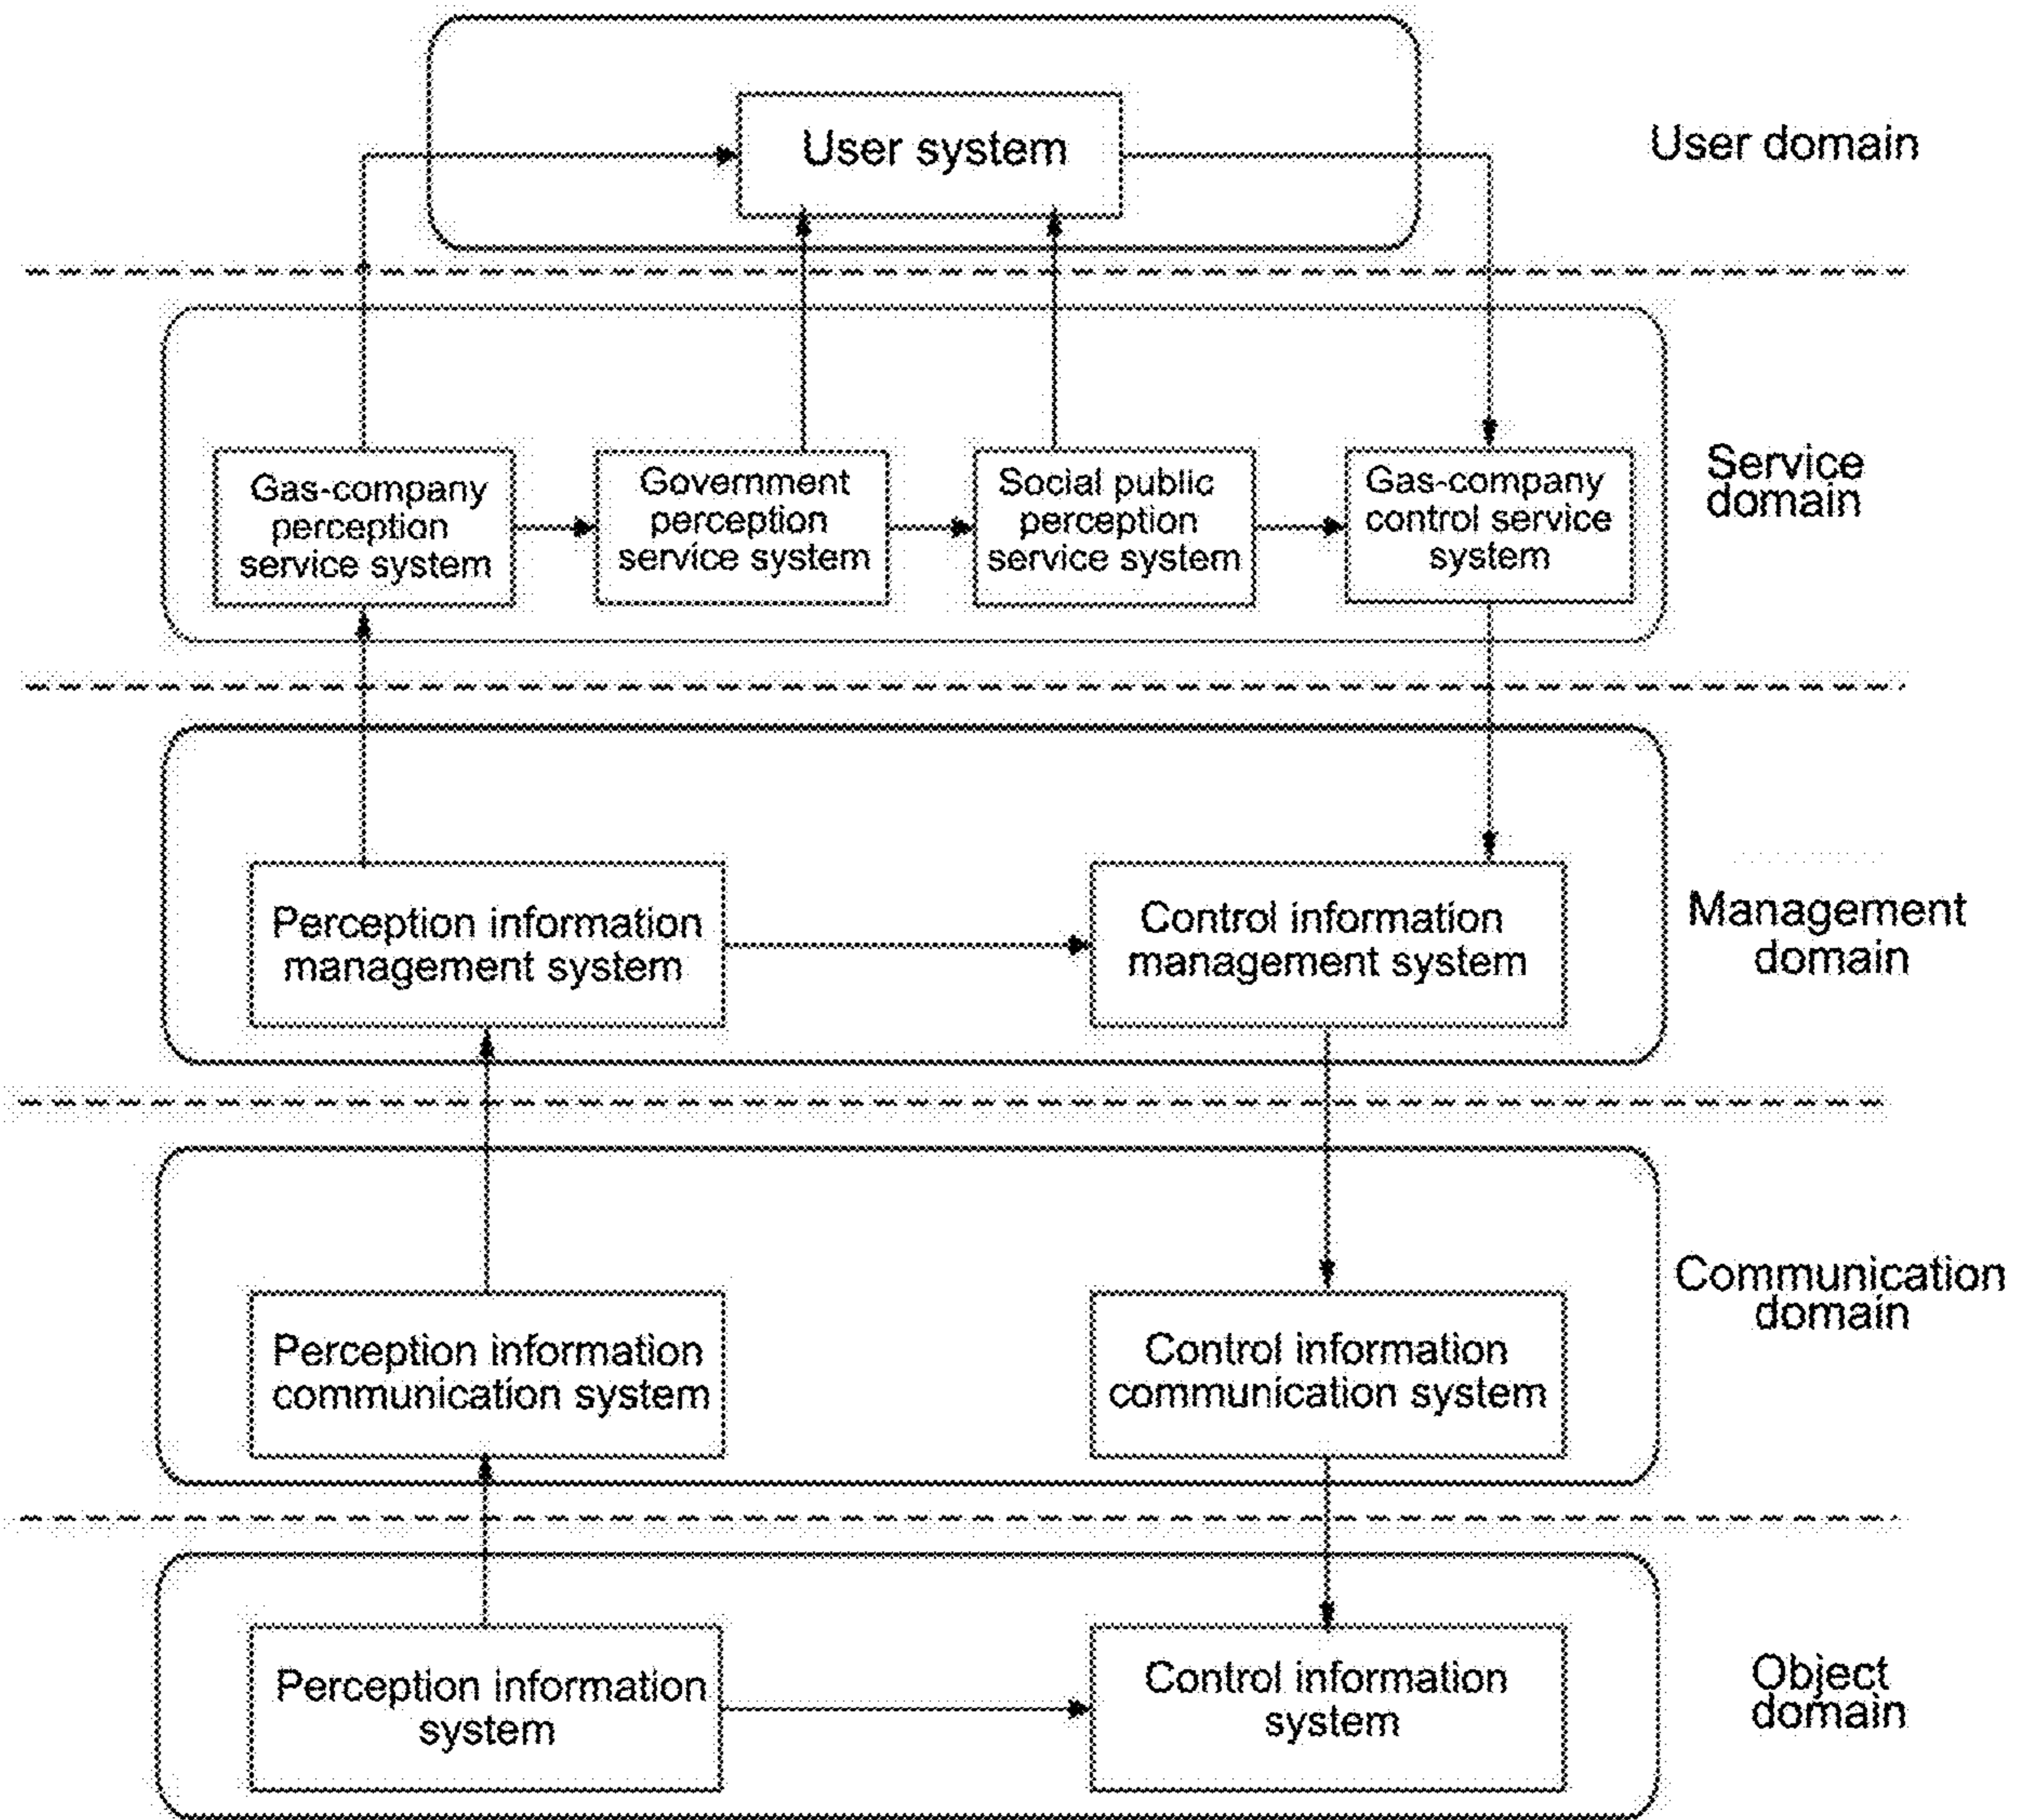 User system
User domain
Gas-company
perception
service system
Government
perception
service system
Social public
perception
service system
Gas-company
control service
system
Service
domain
Perception information
management system
Control information
management system
Management
domain
Perception information
communication system
Control information
communication system
Communication
domain
Perception information
system
Control information
system
Object
domain